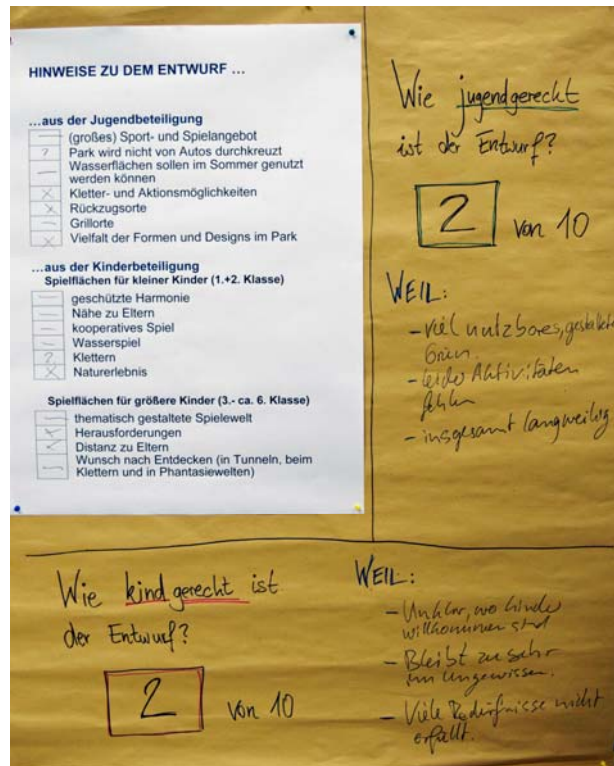 HINWEISE ZU DEM ENTWURF ...
...aus der Jugendbeteiligung
— (großes) Sport- und Spielangebot
? Park wird nicht von Autos durchkreuzt
— Wasserflächen sollen im Sommer genutzt
werden können
X Kletter- und Aktionsmöglichkeiten
X Rückzugsorte
— Grillorte
X Vielfalt der Formen und Designs im Park
...aus der Kinderbeteiligung
Spielflächen für kleiner Kinder (1.+2. Klasse)
— geschützte Harmonie
— Nähe zu Eltern
— kooperatives Spiel
— Wasserspiel
? Klettern
X Naturerlebnis
Spielflächen für größere Kinder (3.- ca. 6. Klasse)
— thematisch gestaltete Spielewelt
Herausforderungen
Distanz zu Eltern
Wunsch nach Entdecken (in Tunneln, beim
Klettern und in Phantasiewelten)
Wie jugendgerecht
ist der Entwurf?
2 von 10
WEIL:
- viel nutzbares, gestaltetes
Grün.
- leider Aktivitäten
fehlen
- insgesamt langweilig
Wie kindgerecht ist
der Entwurf?
2 von 10
WEIL:
- Unklar, wo Kinder
willkommen sind
- Bleibt zu sehr
im Ungewissen.
- Viele Bedürfnisse nicht
erfüllt.